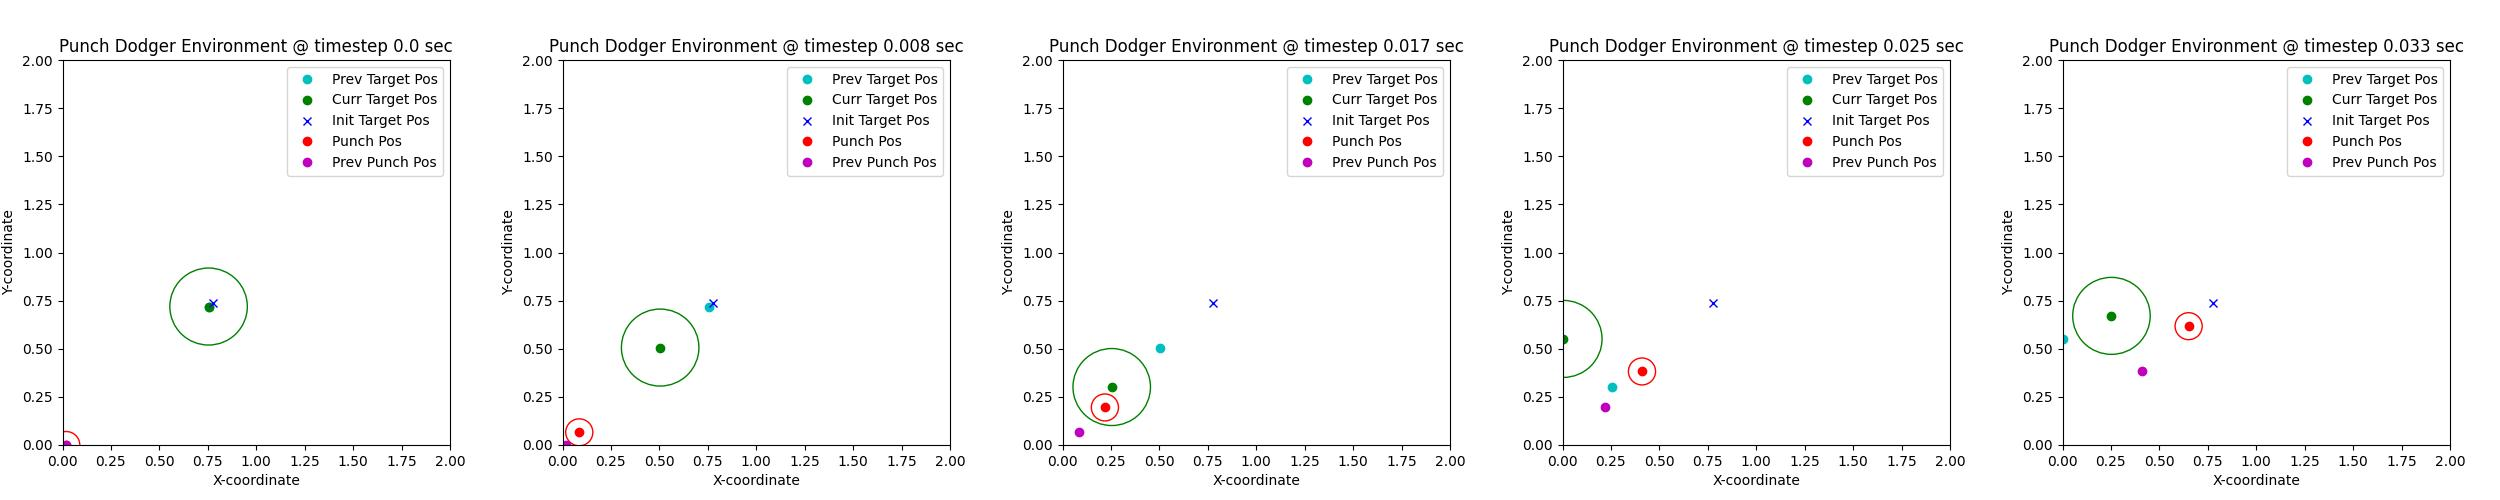 Punch Dodger Environment @ timestep 0.0 sec
2.00
1.75
1.50
1.25
1.00
0.75
0.50
0.25
0.00
Y-coordinate
Prev Target Pos
Curr Target Pos
Init Target Pos
Punch Pos
Prev Punch Pos
0.00 0.25 0.50 0.75 1.00 1.25 1.50 1.75 2.00
X-coordinate
Punch Dodger Environment @ timestep 0.008 sec
2.00
1.75
1.50
1.25
1.00
0.75
0.50
0.25
0.00
Y-coordinate
Prev Target Pos
Curr Target Pos
Init Target Pos
Punch Pos
Prev Punch Pos
0.00 0.25 0.50 0.75 1.00 1.25 1.50 1.75 2.00
X-coordinate
Punch Dodger Environment @ timestep 0.017 sec
2.00
1.75
1.50
1.25
1.00
0.75
0.50
0.25
0.00
Y-coordinate
Prev Target Pos
Curr Target Pos
Init Target Pos
Punch Pos
Prev Punch Pos
0.00 0.25 0.50 0.75 1.00 1.25 1.50 1.75 2.00
X-coordinate
Punch Dodger Environment @ timestep 0.025 sec
2.00
1.75
1.50
1.25
1.00
0.75
0.50
0.25
0.00
Y-coordinate
Prev Target Pos
Curr Target Pos
Init Target Pos
Punch Pos
Prev Punch Pos
0.00 0.25 0.50 0.75 1.00 1.25 1.50 1.75 2.00
X-coordinate
Punch Dodger Environment @ timestep 0.033 sec
2.00
1.75
1.50
1.25
1.00
0.75
0.50
0.25
0.00
Y-coordinate
Prev Target Pos
Curr Target Pos
Init Target Pos
Punch Pos
Prev Punch Pos
0.00 0.25 0.50 0.75 1.00 1.25 1.50 1.75 2.00
X-coordinate